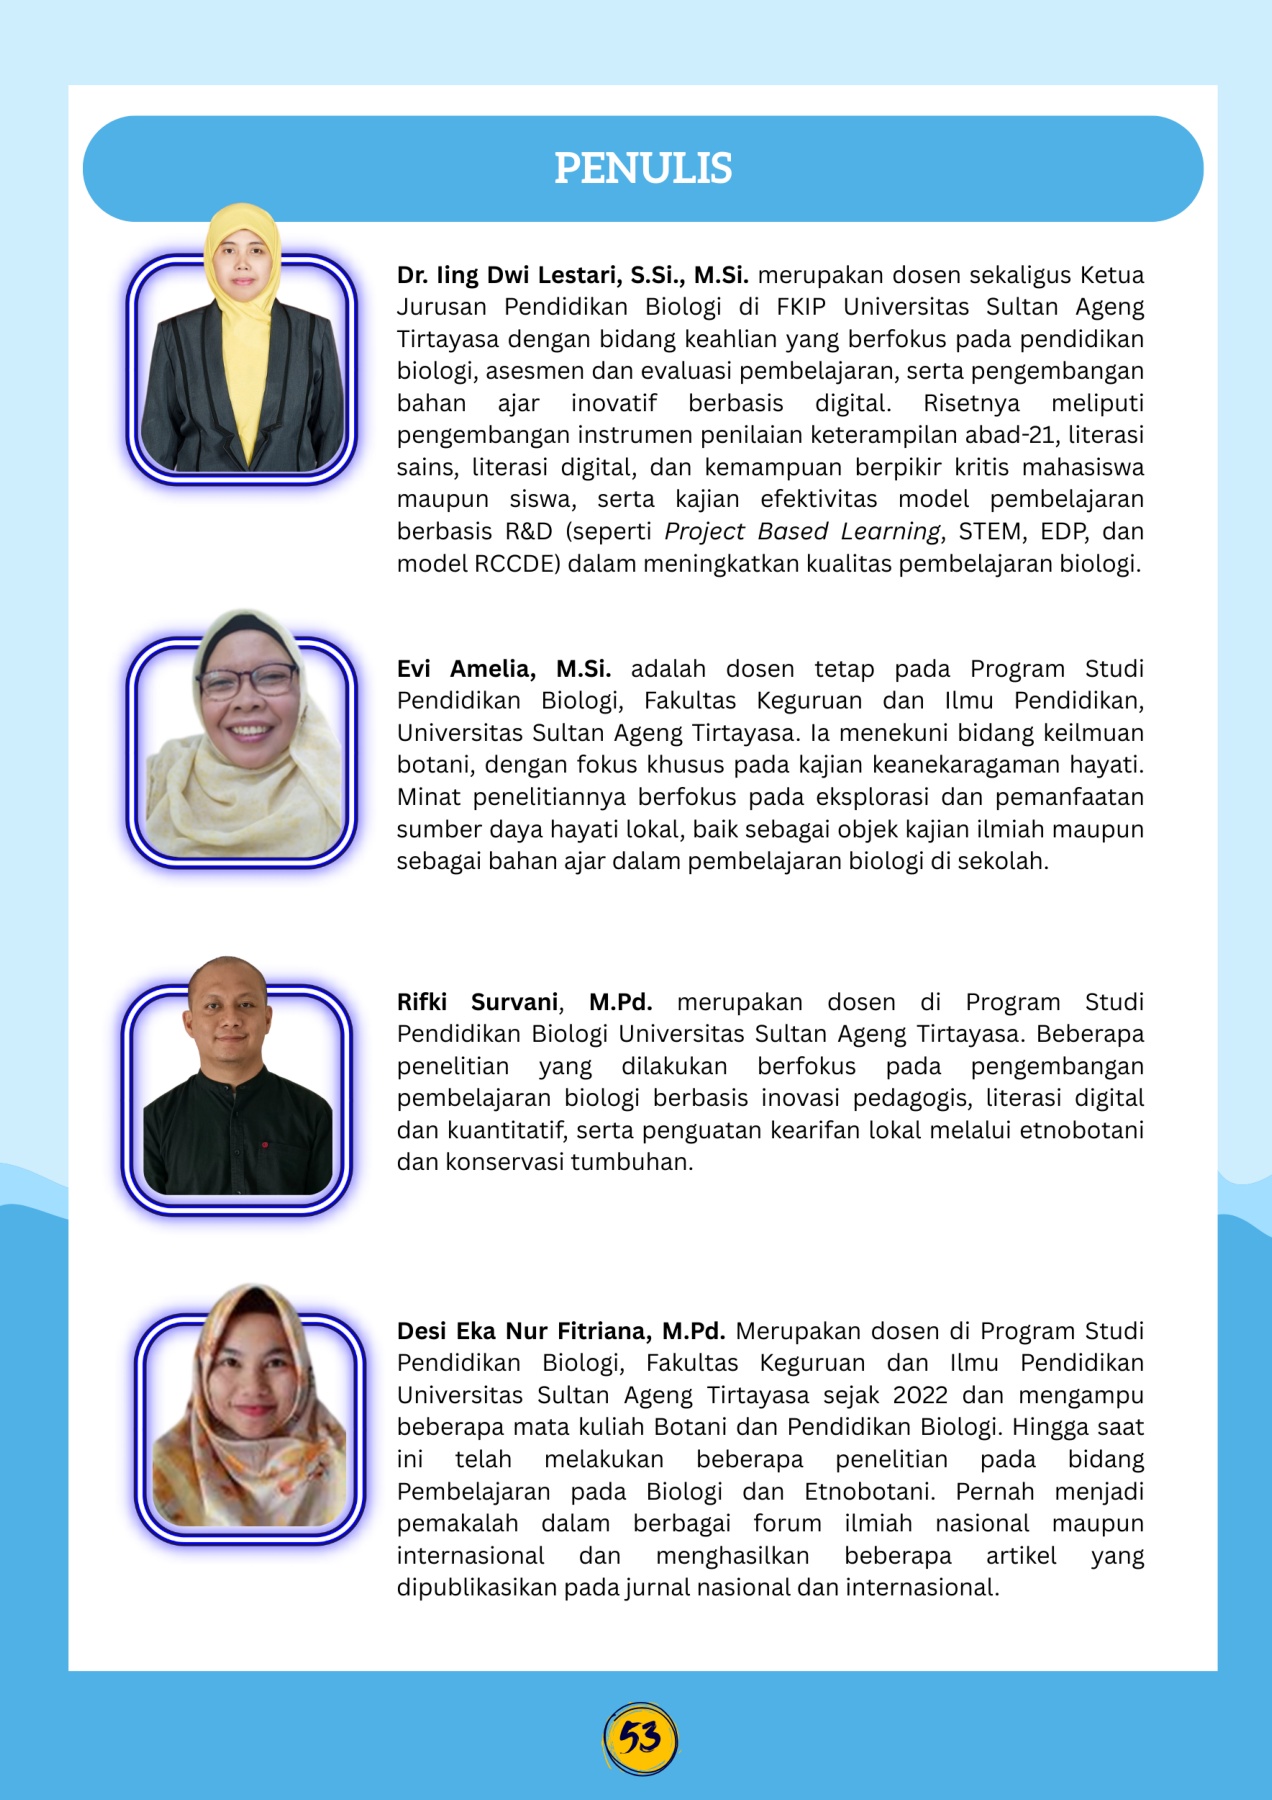 PENULIS
Dr. Iing Dwi Lestari, S.Si., M.Si. merupakan dosen sekaligus Ketua
Jurusan Pendidikan Biologi di FKIP Universitas Sultan Ageng
Tirtayasa dengan bidang keahlian yang berfokus pada pendidikan
biologi, asesmen dan evaluasi pembelajaran, serta pengembangan
bahan ajar inovatif berbasis digital. Risetnya meliputi
pengembangan instrumen penilaian keterampilan abad-21, literasi
sains, literasi digital, dan kemampuan berpikir kritis mahasiswa
maupun siswa, serta kajian efektivitas model pembelajaran
berbasis R&D (seperti Project Based Learning, STEM, EDP, dan
model RCCDE) dalam meningkatkan kualitas pembelajaran biologi.
Evi Amelia, M.Si. adalah dosen tetap pada Program Studi
Pendidikan Biologi, Fakultas Keguruan dan Ilmu Pendidikan,
Universitas Sultan Ageng Tirtayasa. Ia menekuni bidang keilmuan
botani, dengan fokus khusus pada kajian keanekaragaman hayati.
Minat penelitiannya berfokus pada eksplorasi dan pemanfaatan
sumber daya hayati lokal, baik sebagai objek kajian ilmiah maupun
sebagai bahan ajar dalam pembelajaran biologi di sekolah.
Rifki Survani, M.Pd. merupakan dosen di Program Studi
Pendidikan Biologi Universitas Sultan Ageng Tirtayasa. Beberapa
penelitian yang dilakukan berfokus pada pengembangan
pembelajaran biologi berbasis inovasi pedagogis, literasi digital
dan kuantitatif, serta penguatan kearifan lokal melalui etnobotani
dan konservasi tumbuhan.
Desi Eka Nur Fitriana, M.Pd. Merupakan dosen di Program Studi
Pendidikan Biologi, Fakultas Keguruan dan Ilmu Pendidikan
Universitas Sultan Ageng Tirtayasa sejak 2022 dan mengampu
beberapa mata kuliah Botani dan Pendidikan Biologi. Hingga saat
ini telah melakukan beberapa penelitian pada bidang
Pembelajaran pada Biologi dan Etnobotani. Pernah menjadi
pemakalah dalam berbagai forum ilmiah nasional maupun
internasional dan menghasilkan beberapa artikel yang
dipublikasikan pada jurnal nasional dan internasional.
53